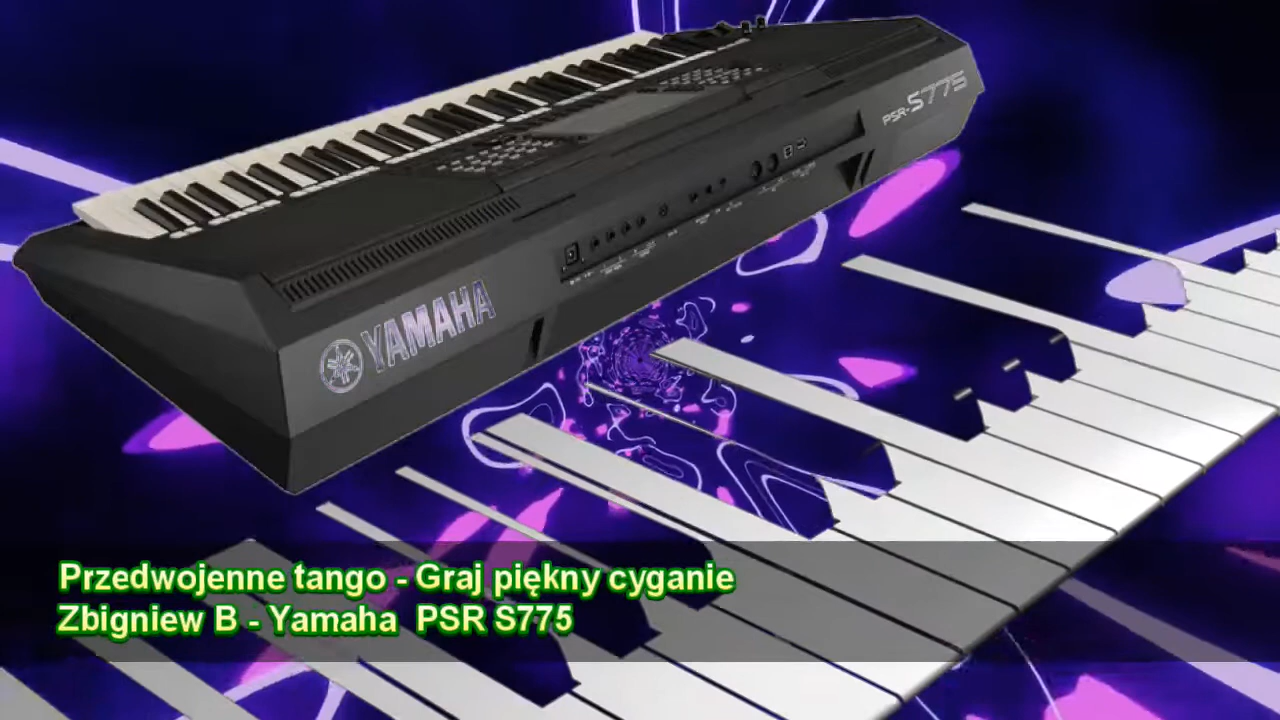 PSR-S775
YAMAHA
Przedwojenne tango - Graj piękny cyganie
Zbigniew B - Yamaha  PSR S775